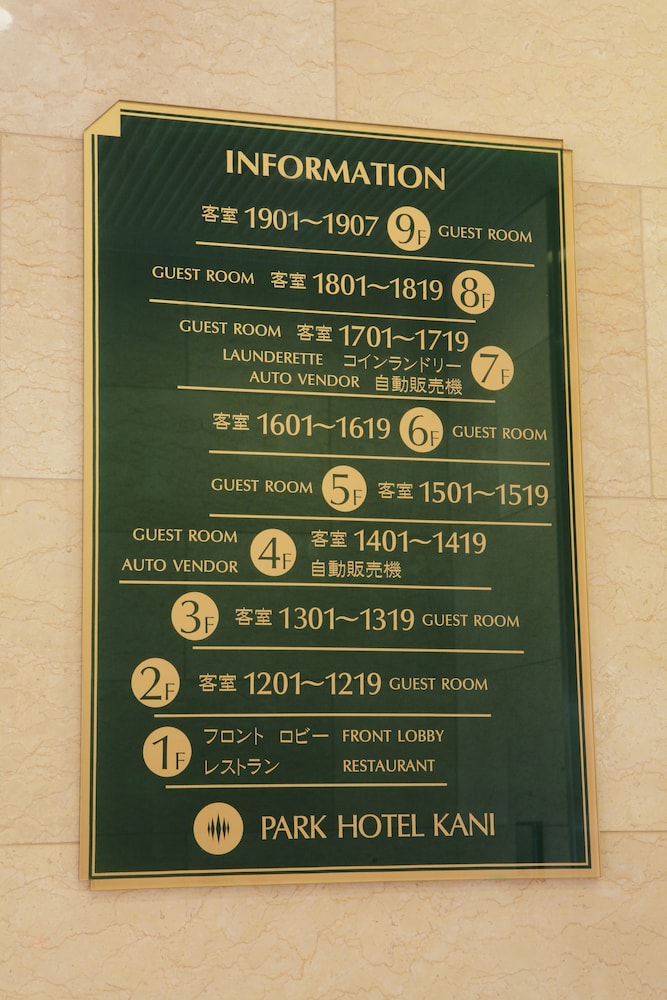 INFORMATION
客室 1901～1907 9F GUEST ROOM
GUEST ROOM 客室 1801～1819 8F
GUEST ROOM 客室 1701～1719
LAUNDERETTE コインランドリー 7F
AUTO VENDOR 自動販売機
客室 1601～1619 6F GUEST ROOM
GUEST ROOM 5F 客室 1501～1519
GUEST ROOM 4F 客室 1401～1419
AUTO VENDOR 自動販売機
3F 客室 1301～1319 GUEST ROOM
2F 客室 1201～1219 GUEST ROOM
1F フロント ロビー FRONT LOBBY
レストラン RESTAURANT
PARK HOTEL KANI